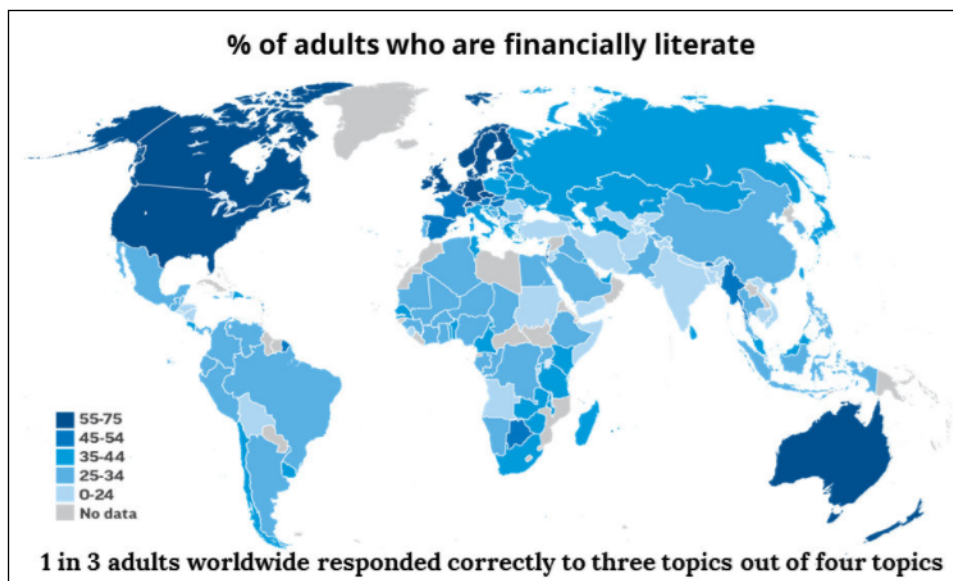 % of adults who are financially literate
55-75
45-54
35-44
25-34
0-24
No data
1 in 3 adults worldwide responded correctly to three topics out of four topics